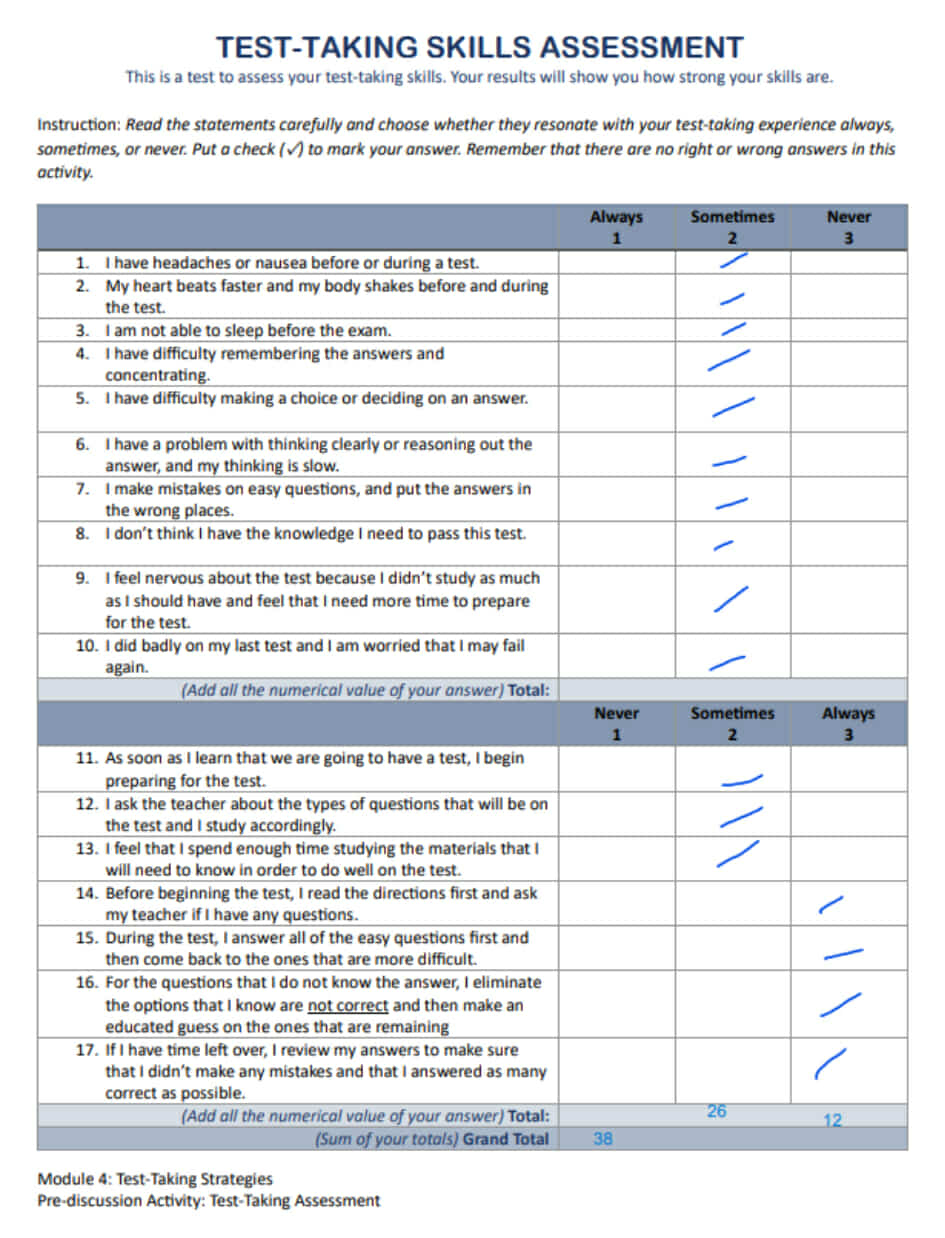 TEST-TAKING SKILLS ASSESSMENT
This is a test to assess your test-taking skills. Your results will show you how strong your skills are.
Instruction: Read the statements carefully and choose whether they resonate with your test-taking experience always,
sometimes, or never. Put a check (✓) to mark your answer. Remember that there are no right or wrong answers in this
activity.
Always Sometimes Never
1 2 3
1. I have headaches or nausea before or during a test.
2. My heart beats faster and my body shakes before and during
the test.
3. I am not able to sleep before the exam.
4. I have difficulty remembering the answers and
concentrating.
5. I have difficulty making a choice or deciding on an answer.
6. I have a problem with thinking clearly or reasoning out the
answer, and my thinking is slow.
7. I make mistakes on easy questions, and put the answers in
the wrong places.
8. I don't think I have the knowledge I need to pass this test.
9. I feel nervous about the test because I didn't study as much
as I should have and feel that I need more time to prepare
for the test.
10. I did badly on my last test and I am worried that I may fail
again.
(Add all the numerical value of your answer) Total:
Never Sometimes Always
1 2 3
11. As soon as I learn that we are going to have a test, I begin
preparing for the test.
12. I ask the teacher about the types of questions that will be on
the test and I study accordingly.
13. I feel that I spend enough time studying the materials that I
will need to know in order to do well on the test.
14. Before beginning the test, I read the directions first and ask
my teacher if I have any questions.
15. During the test, I answer all of the easy questions first and
then come back to the ones that are more difficult.
16. For the questions that I do not know the answer, I eliminate
the options that I know are not correct and then make an
educated guess on the ones that are remaining
17. If I have time left over, I review my answers to make sure
that I didn't make any mistakes and that I answered as many
correct as possible.
(Add all the numerical value of your answer) Total: 26 12
(Sum of your totals) Grand Total 38
Module 4: Test-Taking Strategies
Pre-discussion Activity: Test-Taking Assessment